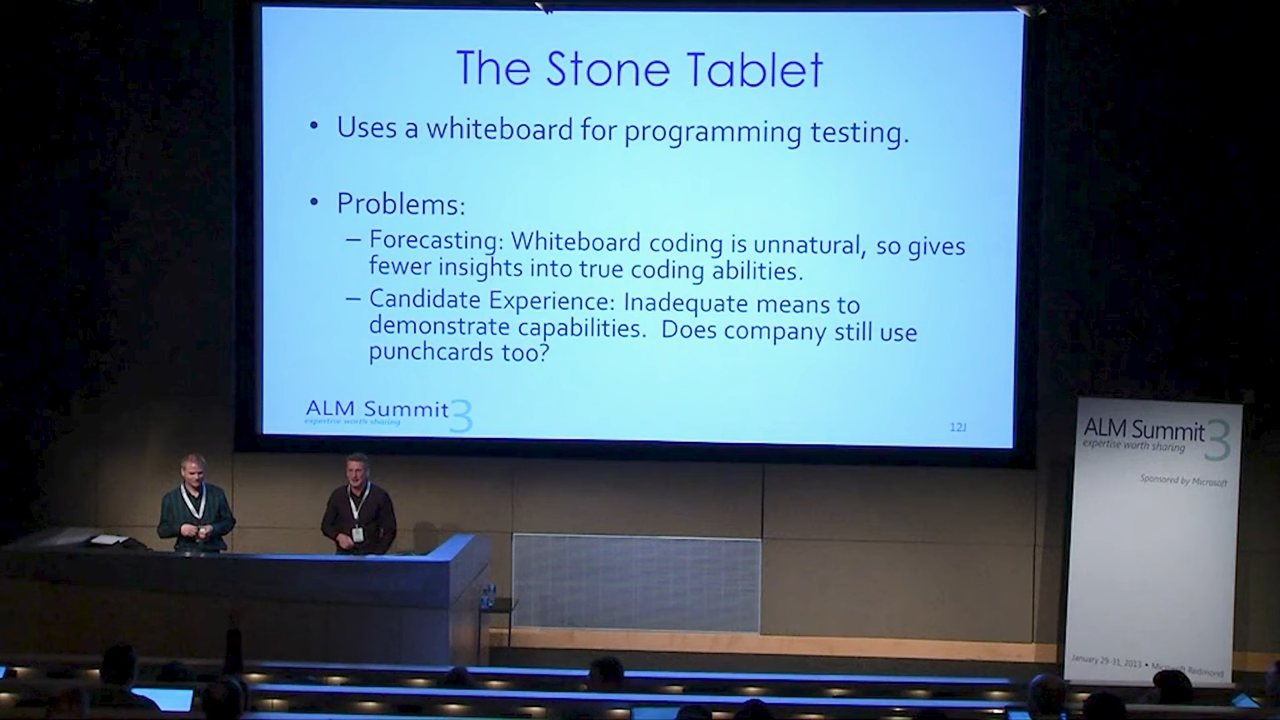 The Stone Tablet
• Uses a whiteboard for programming testing.
• Problems:
– Forecasting: Whiteboard coding is unnatural, so gives
fewer insights into true coding abilities.
– Candidate Experience: Inadequate means to
demonstrate capabilities. Does company still use
punchcards too?
ALM Summit 3
expertise worth sharing
12J
ALM Summit 3
expertise worth sharing
Sponsored by Microsoft
January 29-31, 2013 • Microsoft Redmond